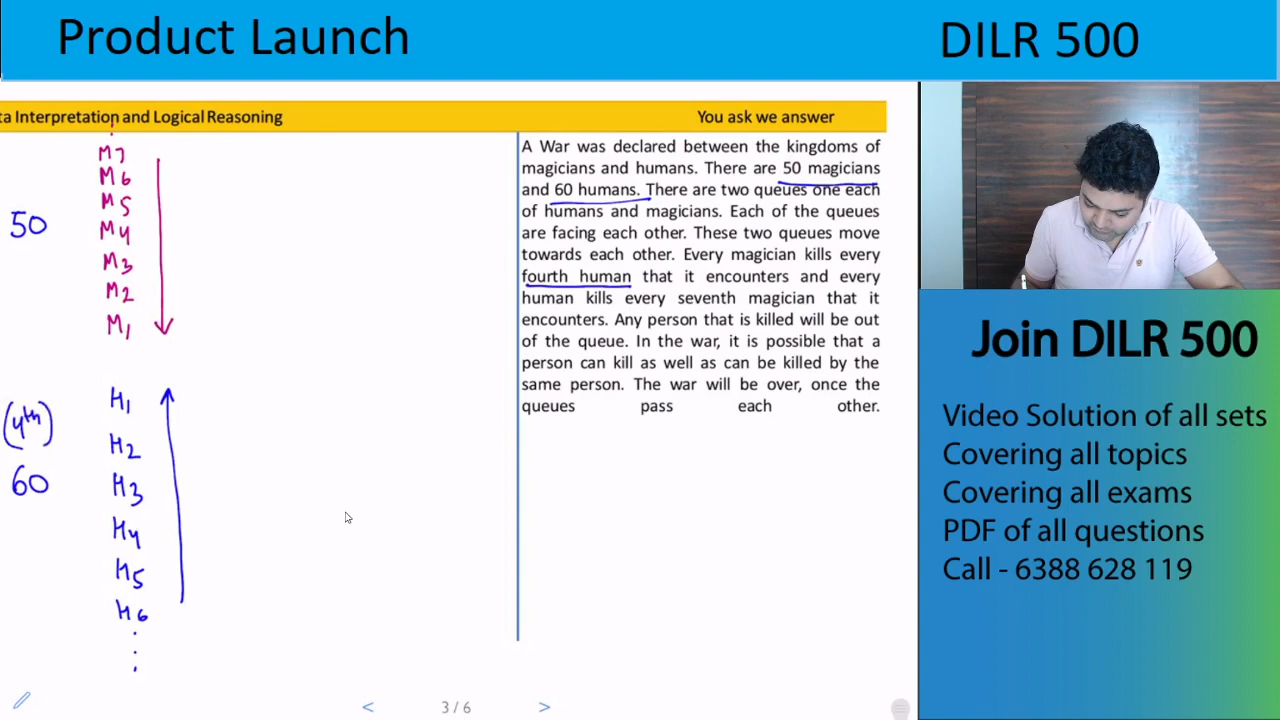 Product Launch
DILR 500
ta Interpretation and Logical Reasoning
You ask we answer
M7
M6
M5
50
M4
M3
M2
M1
H1
(4th)
H2
60
H3
H4
H5
H6
A War was declared between the kingdoms of
magicians and humans. There are 50 magicians
and 60 humans. There are two queues one each
of humans and magicians. Each of the queues
are facing each other. These two queues move
towards each other. Every magician kills every
fourth human that it encounters and every
human kills every seventh magician that it
encounters. Any person that is killed will be out
of the queue. In the war, it is possible that a
person can kill as well as can be killed by the
same person. The war will be over, once the
queues pass each other.
Join DILR 500
Video Solution of all sets
Covering all topics
Covering all exams
PDF of all questions
Call - 6388 628 119
< 3 / 6 >